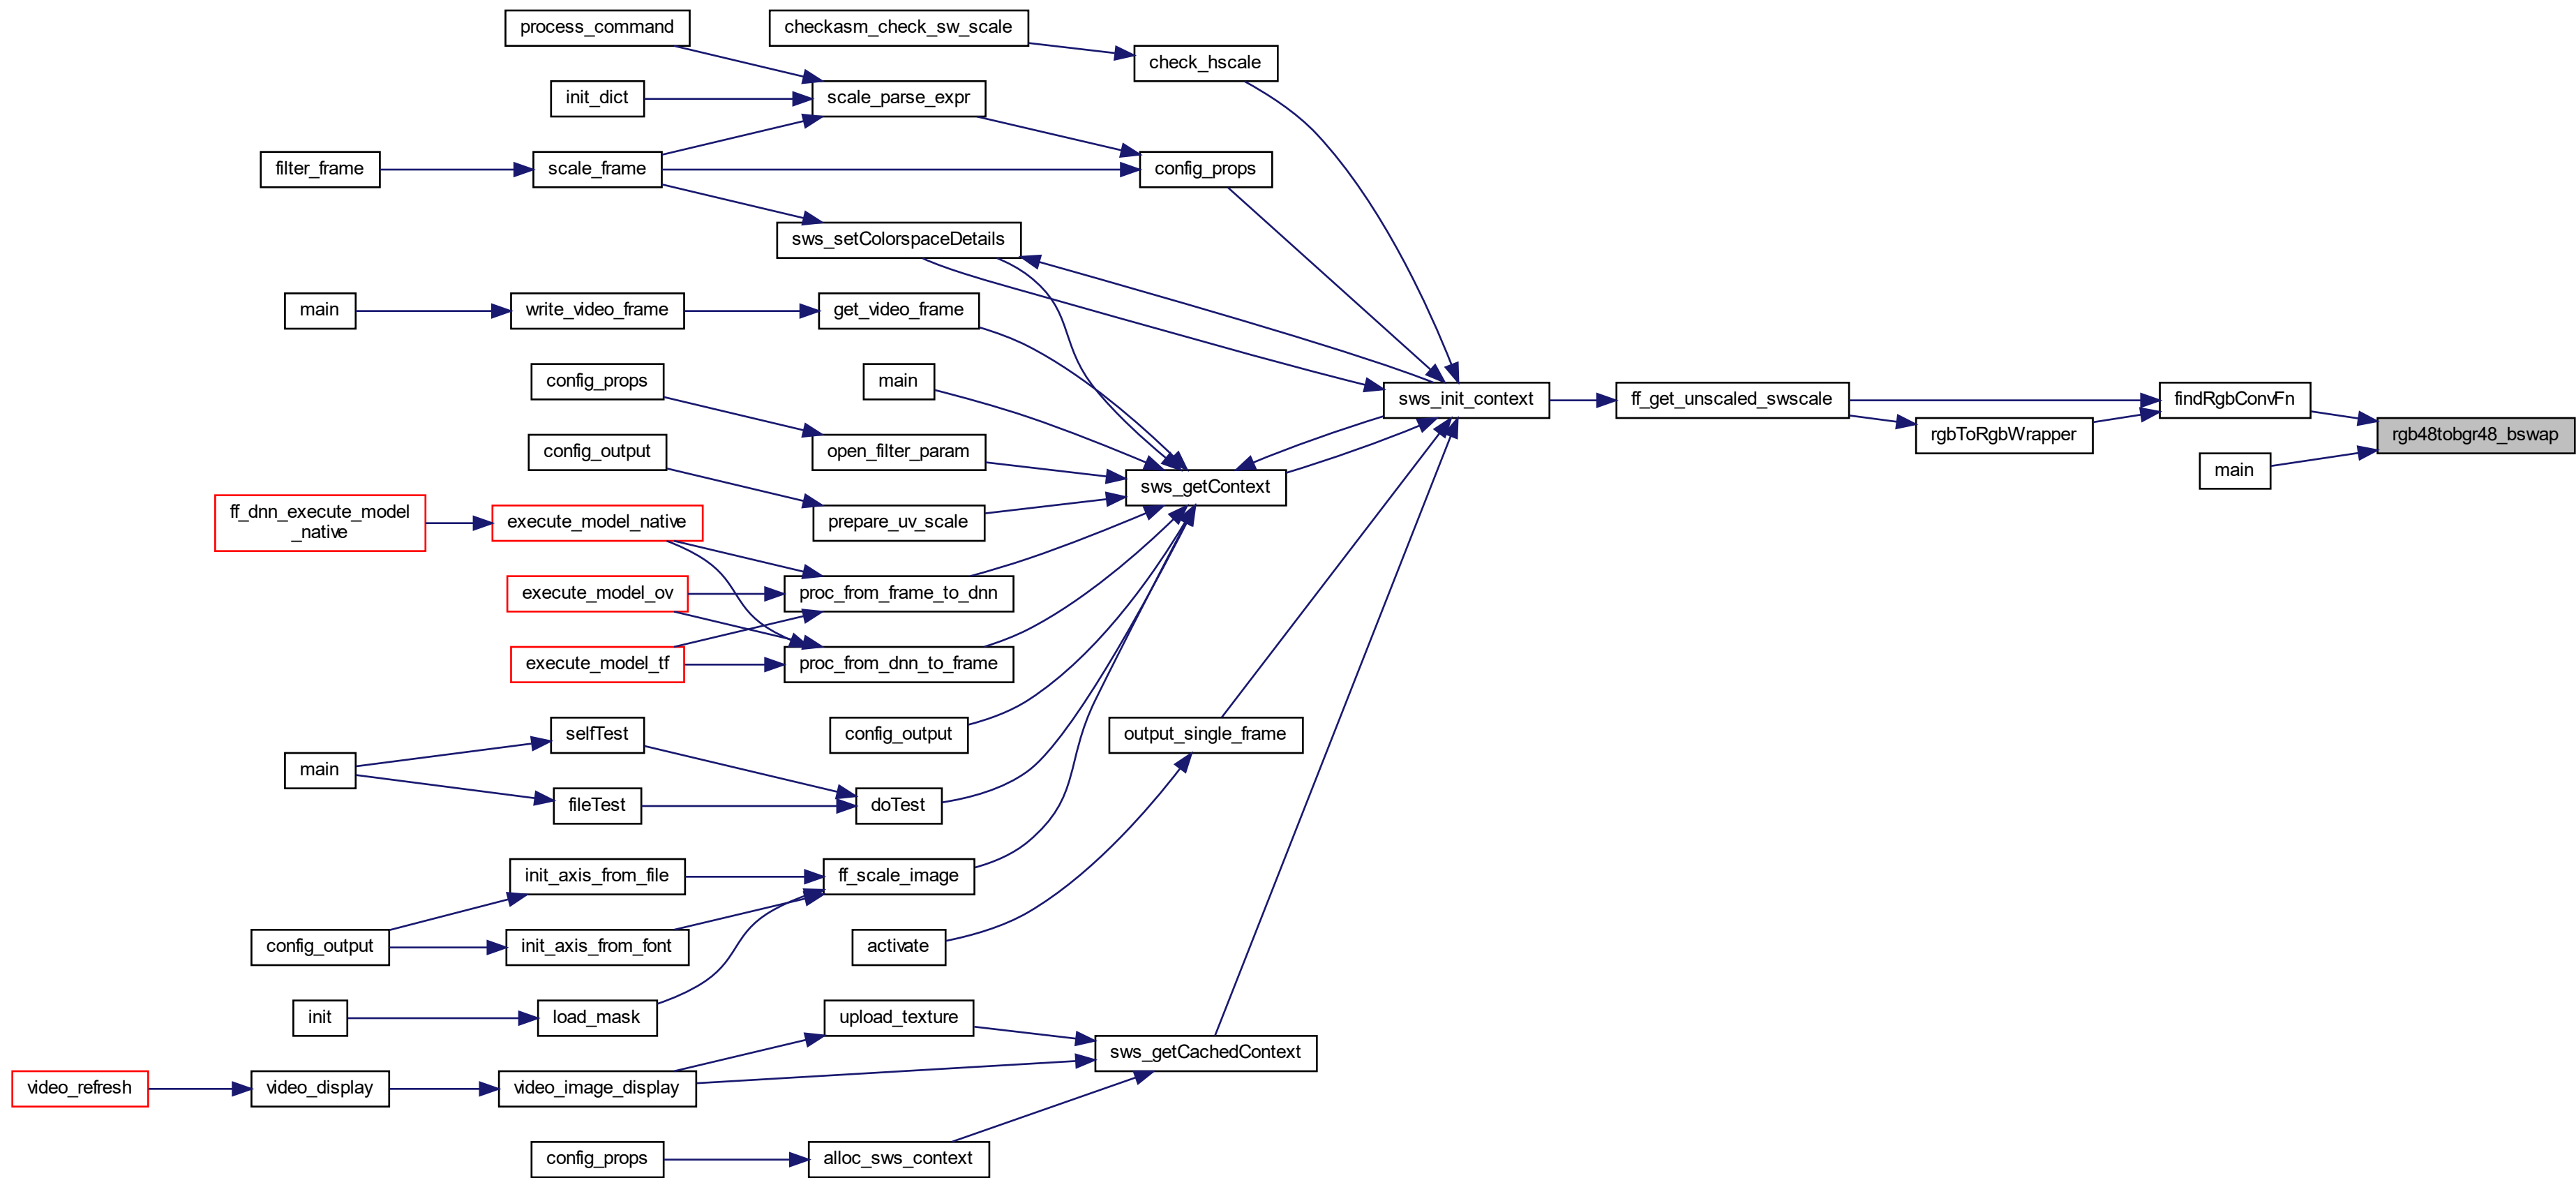 process_command
checkasm_check_sw_scale
check_hscale
init_dict
scale_parse_expr
filter_frame
scale_frame
config_props
sws_setColorspaceDetails
main
write_video_frame
get_video_frame
config_props
main
sws_init_context
ff_get_unscaled_swscale
findRgbConvFn
rgbToRgbWrapper
rgb48tobgr48_bswap
main
config_output
open_filter_param
sws_getContext
ff_dnn_execute_model
_native
execute_model_native
prepare_uv_scale
execute_model_ov
proc_from_frame_to_dnn
execute_model_tf
proc_from_dnn_to_frame
selfTest
config_output
output_single_frame
main
fileTest
doTest
init_axis_from_file
ff_scale_image
config_output
init_axis_from_font
activate
init
load_mask
upload_texture
sws_getCachedContext
video_refresh
video_display
video_image_display
config_props
alloc_sws_context